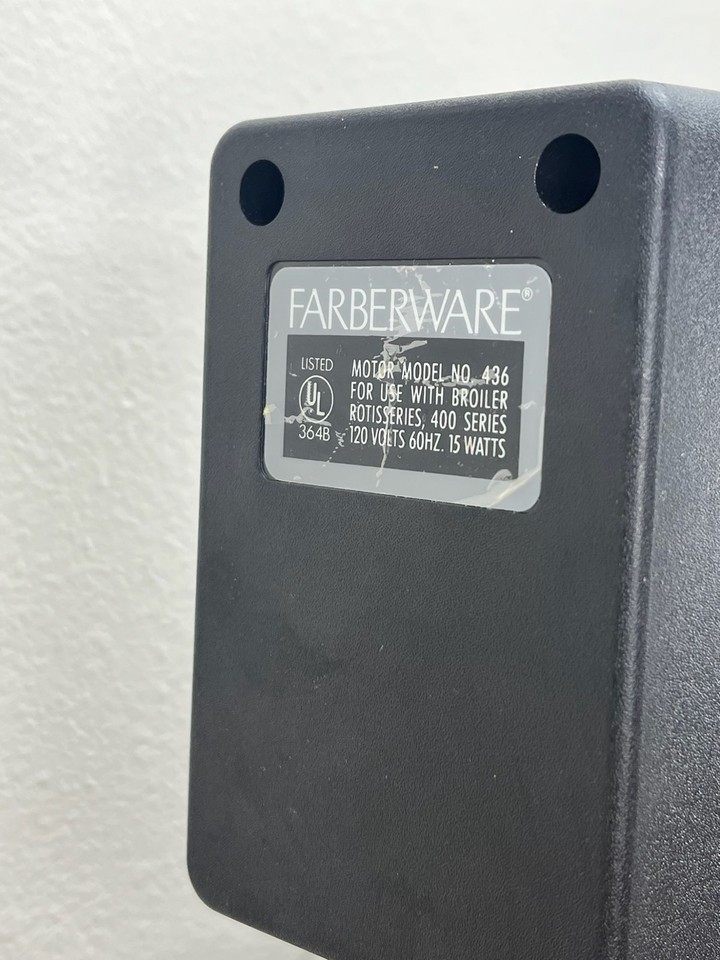 FARBERWARE®
LISTED
UL
364B
MOTOR MODEL NO. 436
FOR USE WITH BROILER
ROTISSERIES, 400 SERIES
120 VOLTS 60HZ. 15 WATTS